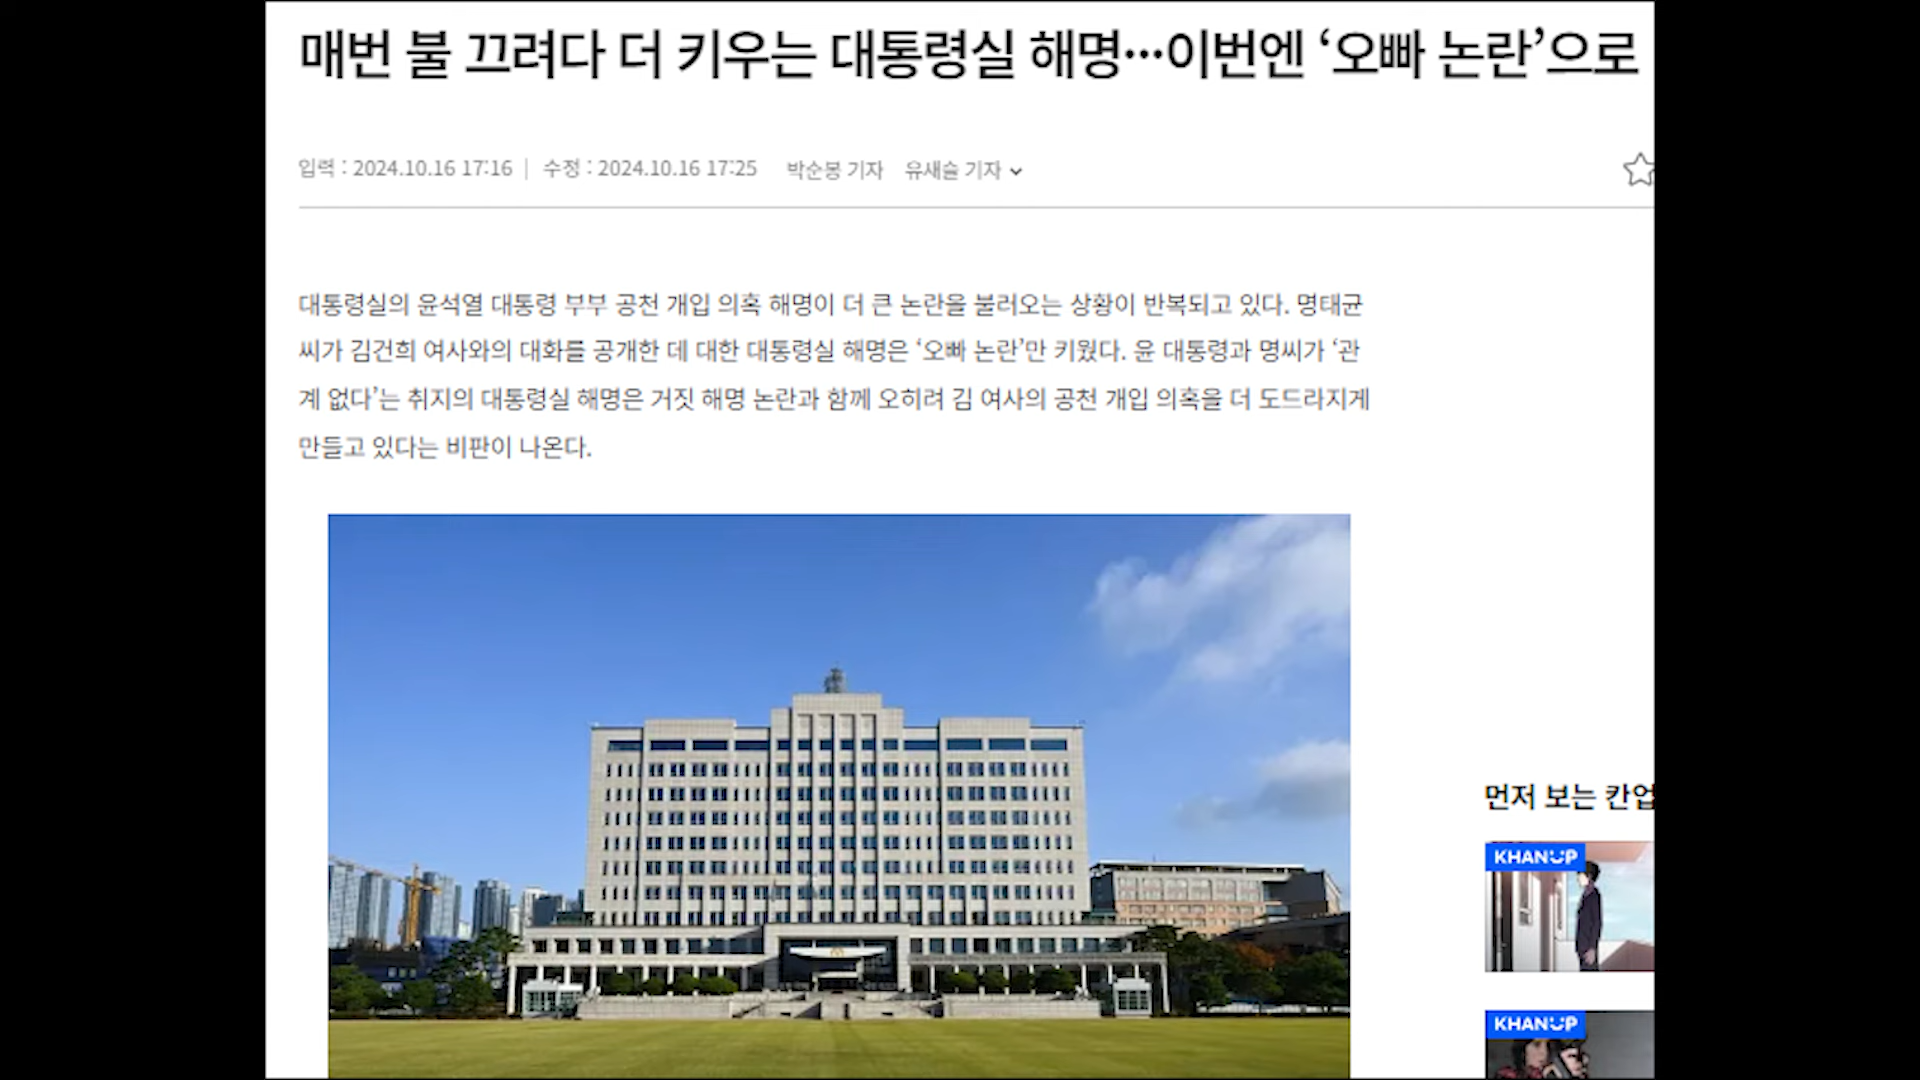 매번 불 끄려다 더 키우는 대통령실 해명…이번엔 ‘오빠 논란’으로
입력 : 2024.10.16 17:16 | 수정 : 2024.10.16 17:25 박순봉 기자 유새슬 기자
대통령실의 윤석열 대통령 부부 공천 개입 의혹 해명이 더 큰 논란을 불러오는 상황이 반복되고 있다. 명태균
씨가 김건희 여사와의 대화를 공개한 데 대한 대통령실 해명은 ‘오빠 논란’만 키웠다. 윤 대통령과 명씨가 ‘관
계 없다’는 취지의 대통령실 해명은 거짓 해명 논란과 함께 오히려 김 여사의 공천 개입 의혹을 더 도드라지게
만들고 있다는 비판이 나온다.
먼저 보는 칸업
KHANUP
KHANUP